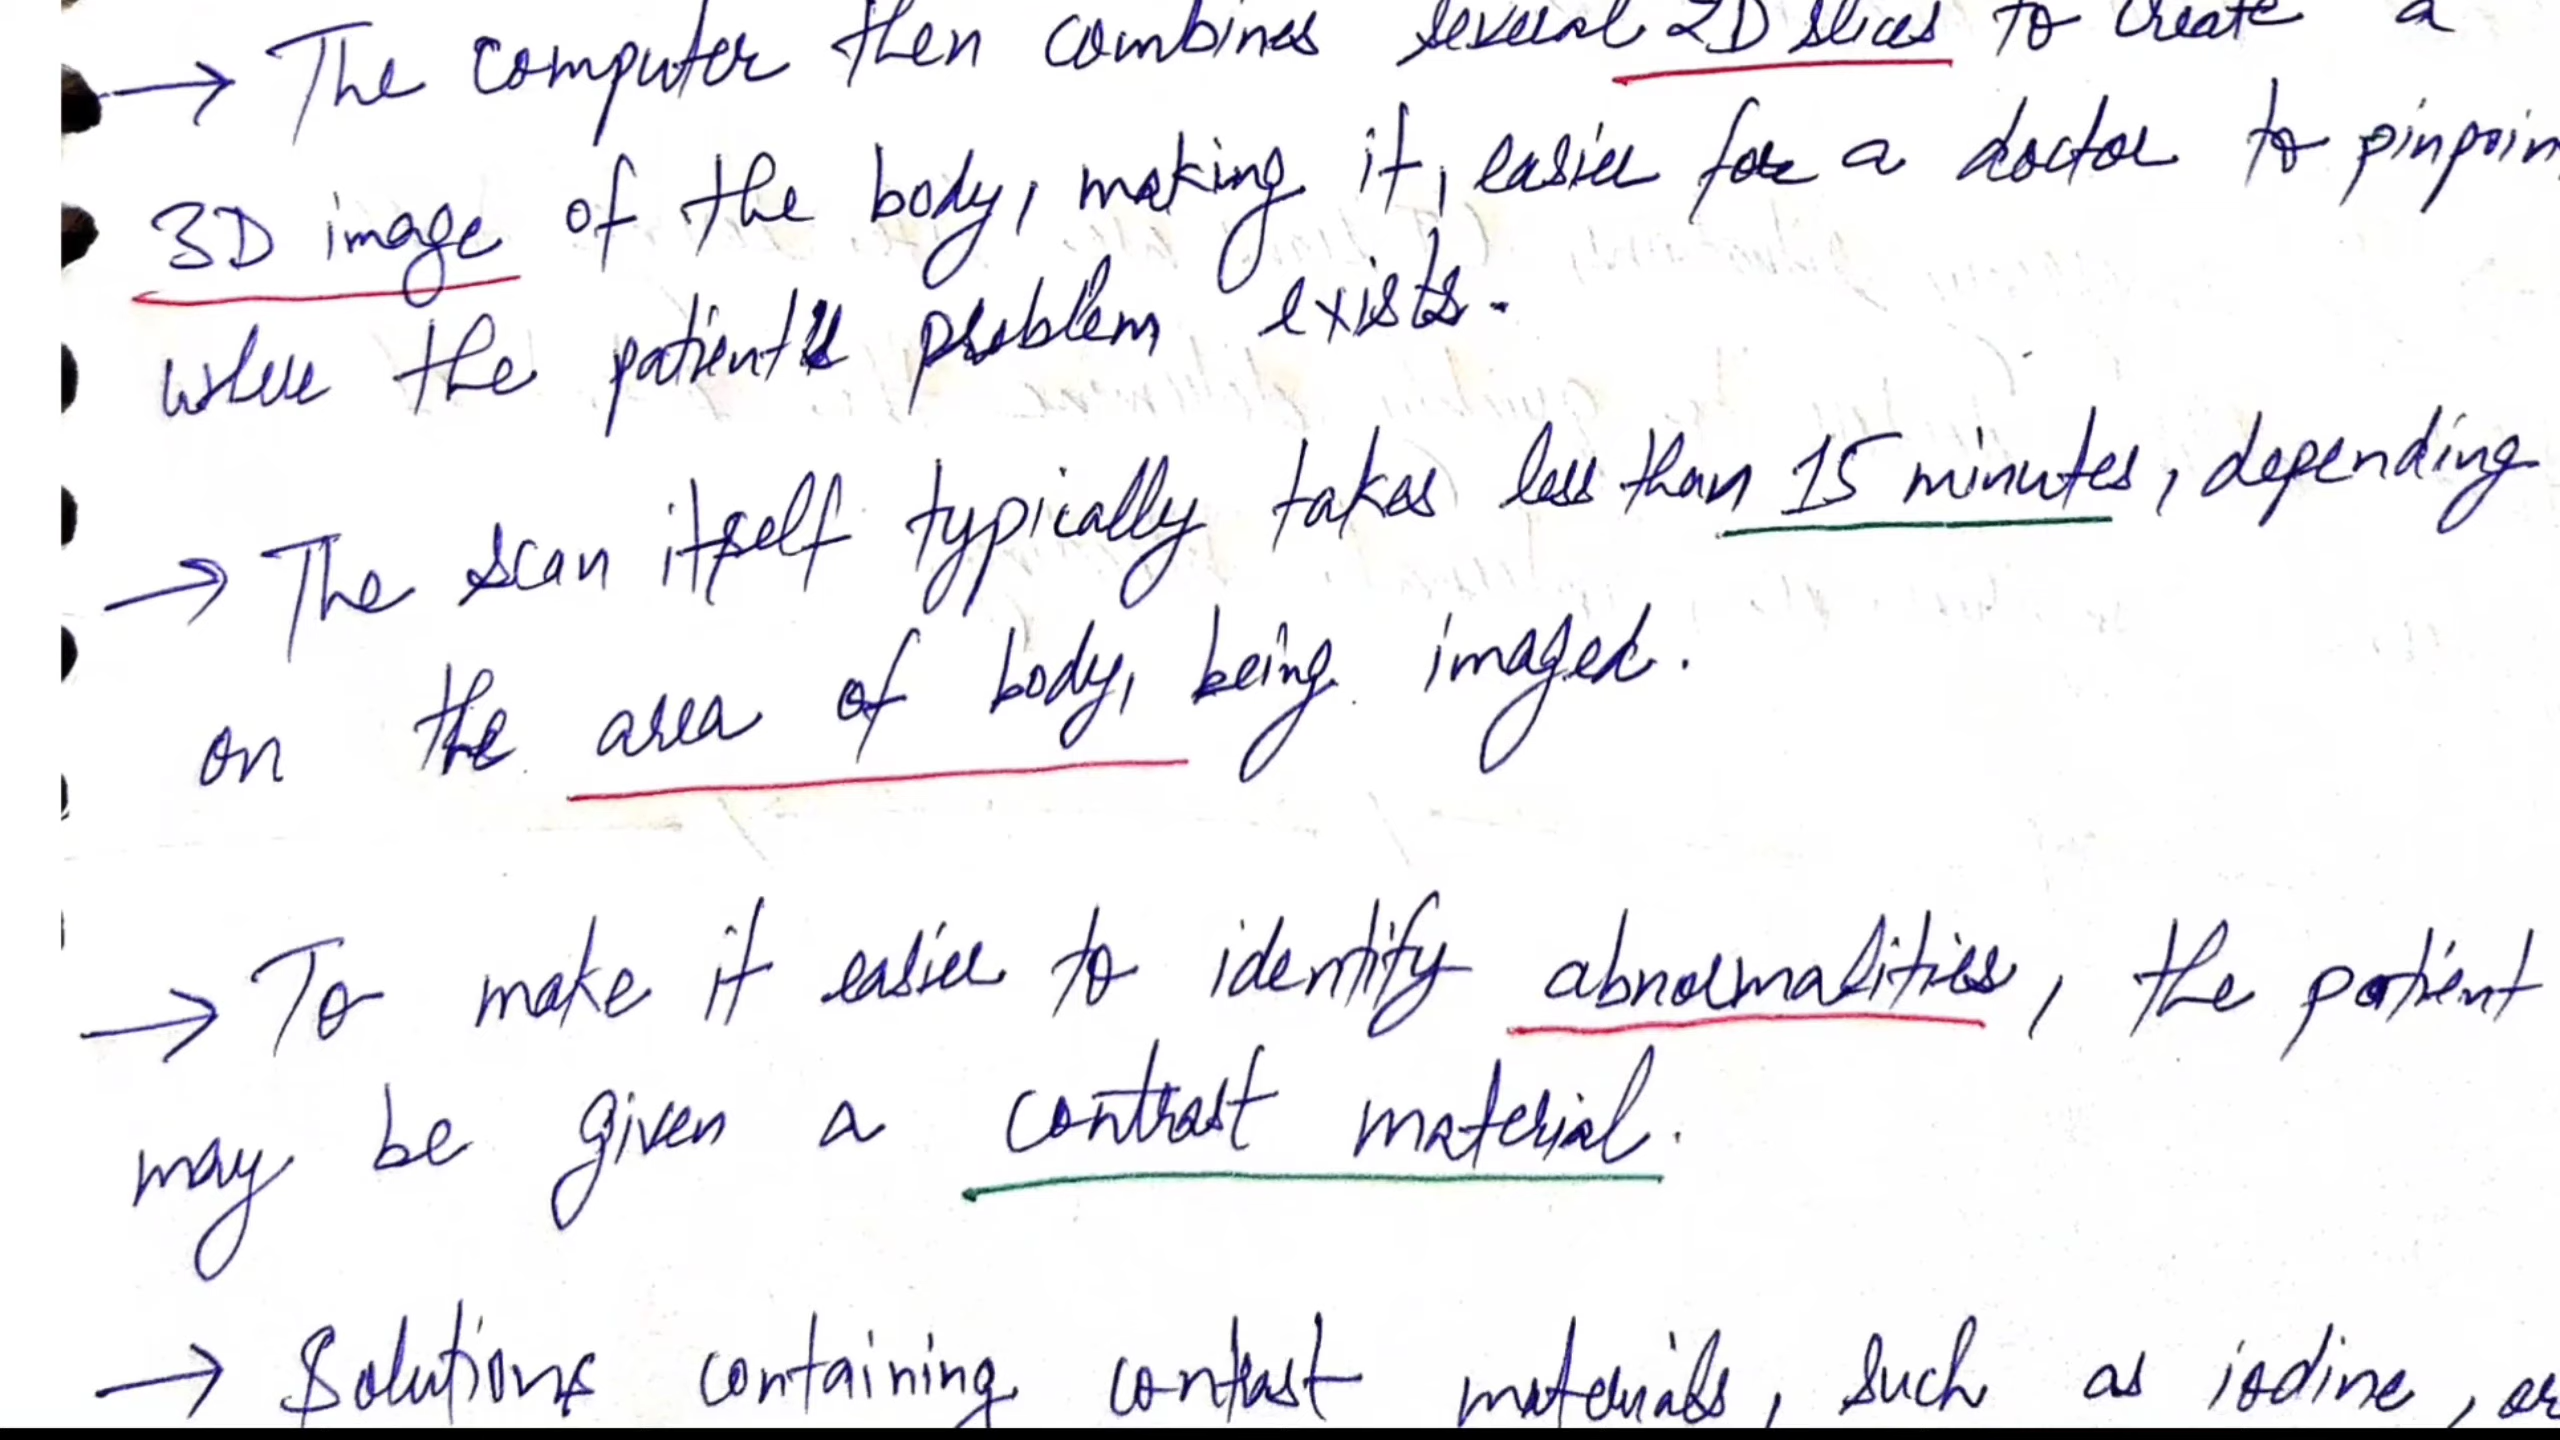 → The computer then combines several 2D slices to create a
3D image of the body, making it, easier for a doctor to pinpoin
where the patient's problem exists.
→ The scan itself typically takes less than 15 minutes, depending
on the area of body, being imaged.
→ To make it easier to identify abnormalities, the patient
may be given a contrast material.
→ Solutions containing contrast materials, such as iodine, or